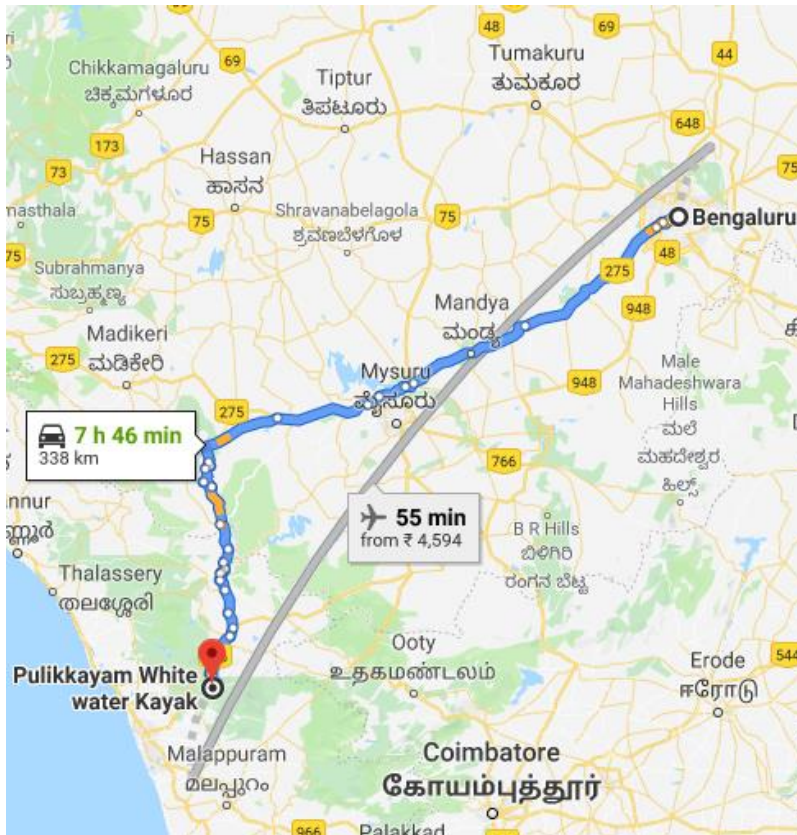 48
69
Tumakuru
ತುಮಕೂರ
44
Chikkamagaluru
ಚಿಕ್ಕಮಗಳೂರ
69
Tiptur
ತಿಪಟೂರು
648
173
73
Hassan
ಹಾಸನ
75
masthala
75
Shravanabelagola
ಶ್ರವಣಬೆಳಗೊಳ
75
Bengaluru
75
Subrahmanya
ಸುಬ್ರಹ್ಮಣ್ಯ
48
275
Mandya
ಮಂಡ್ಯ
948
Madikeri
ಮಡಿಕೇರಿ
275
Mysuru
ಮೈಸೂರು
948
Male
Mahadeshwara
Hills
ಮಲೆ
ಮಹದೇಶ್ವರ
ಹಿಲ್ಸ್
275
7 h 46 min
338 km
766
55 min
from ₹ 4,594
B R Hills
ಬಿಳಿಗಿರಿ
ರಂಗನ ಬೆಟ್ಟ
nnur
Thalassery
തലശ്ശേരി
Pulikkayam White
water Kayak
Ooty
உதகமண்டலம்
544
Erode
ஈரோடு
Malappuram
മലപ്പുറം
Coimbatore
கோயம்புத்தூர்
966
Palakkad